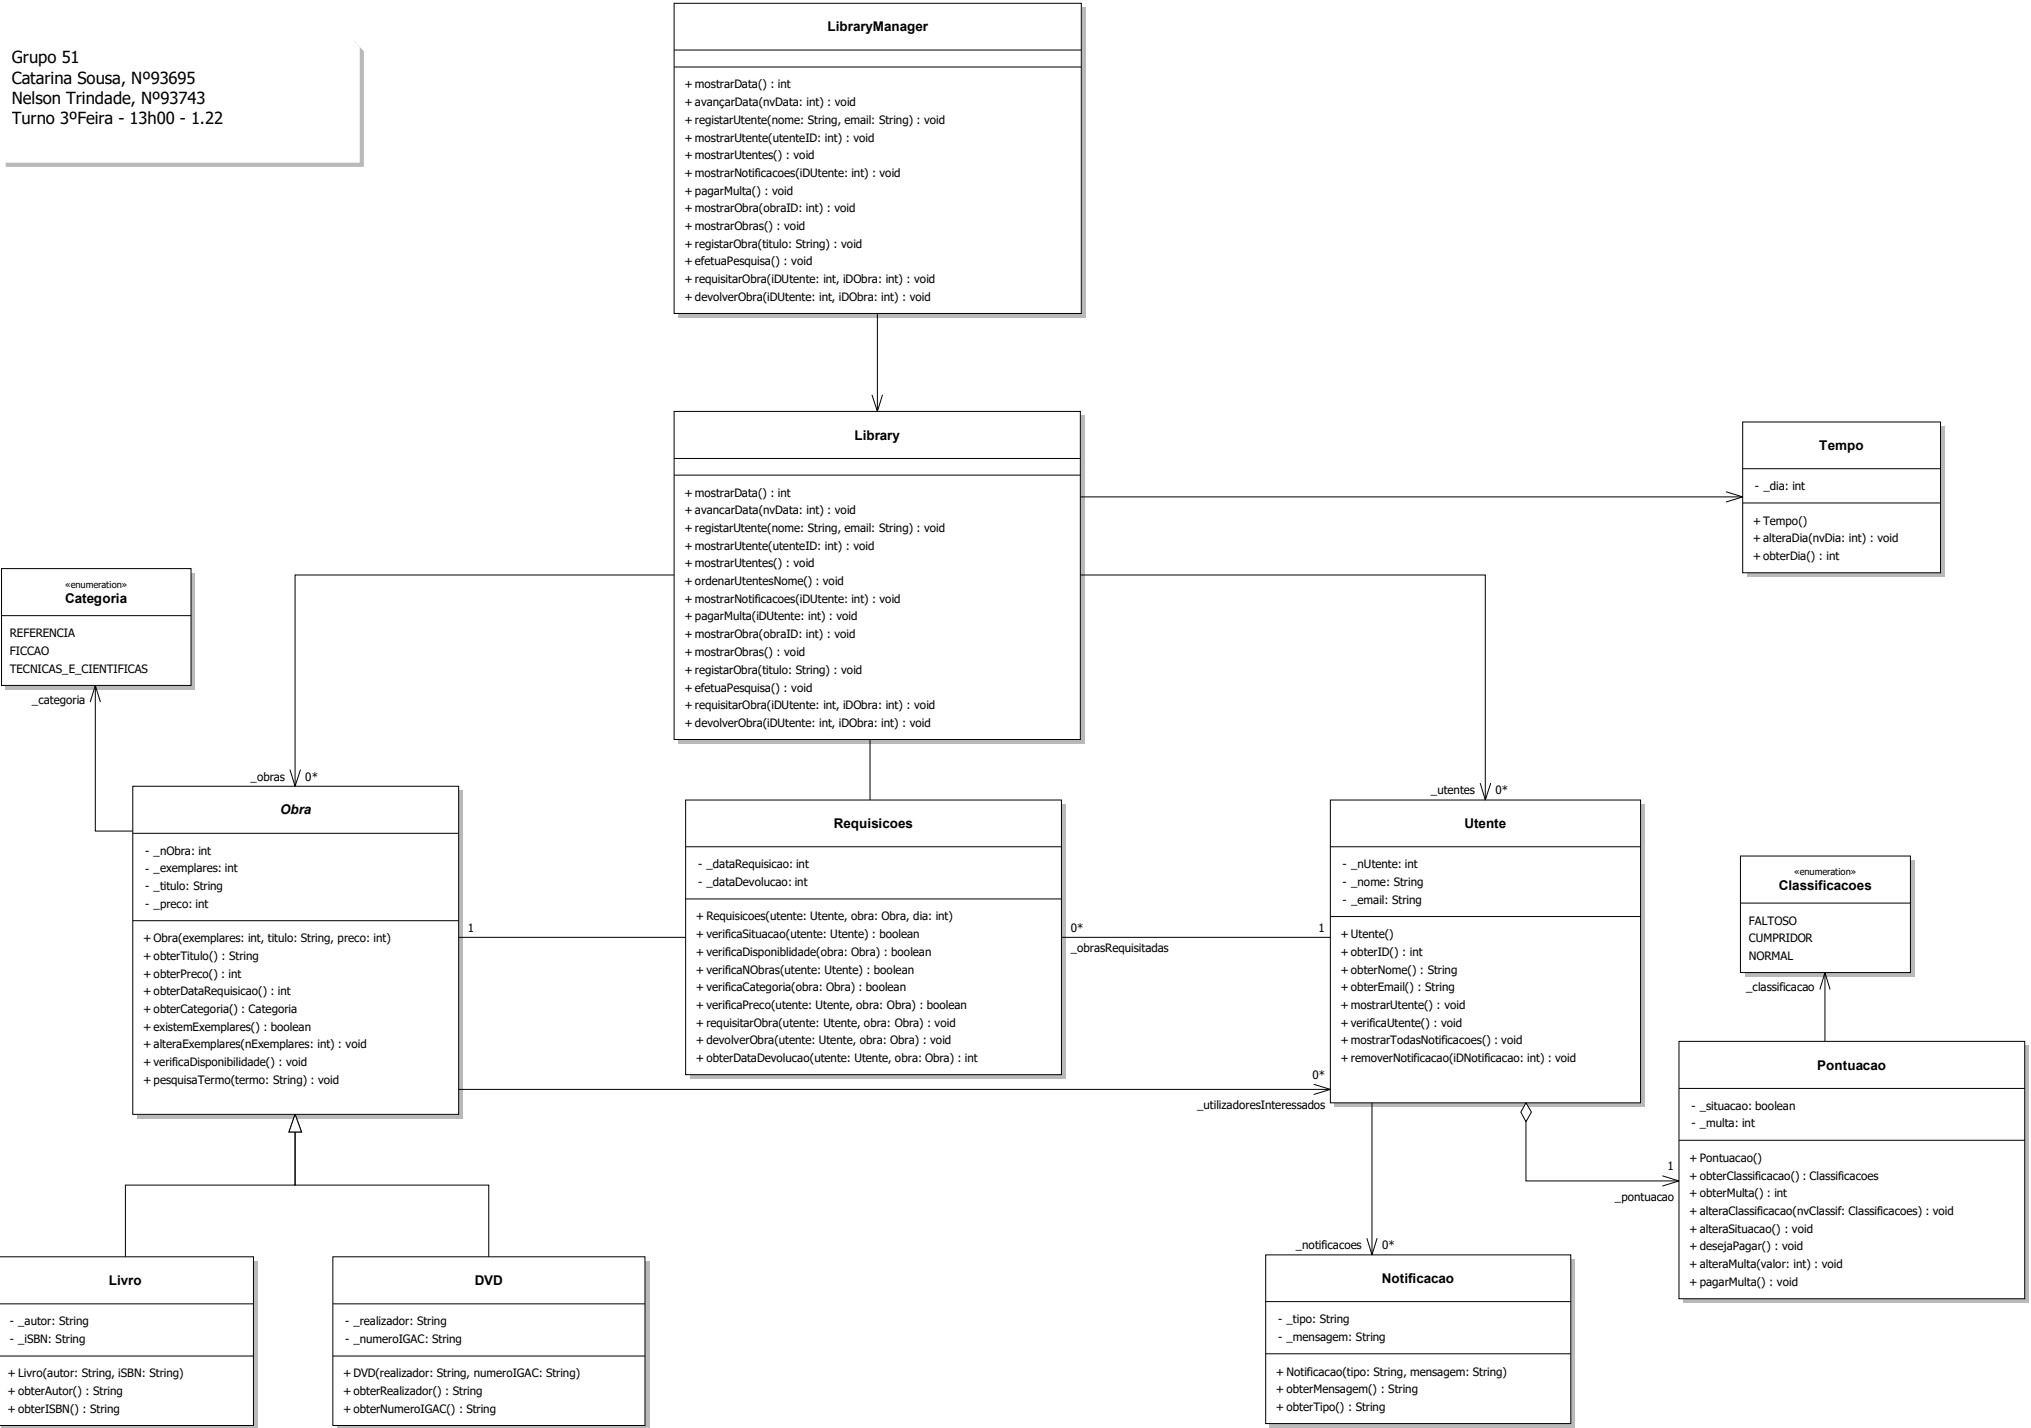 Grupo 51
Catarina Sousa, Nº93695
Nelson Trindade, Nº93743
Turno 3ºFeira - 13h00 - 1.22
LibraryManager
+ mostrarData() : int
+ avançarData(nvData: int) : void
+ registarUtente(nome: String, email: String) : void
+ mostrarUtente(utenteID: int) : void
+ mostrarUtentes() : void
+ mostrarNotificacoes(iDUtente: int) : void
+ pagarMulta() : void
+ mostrarObra(obraID: int) : void
+ mostrarObras() : void
+ registarObra(titulo: String) : void
+ efetuaPesquisa() : void
+ requisitarObra(iDUtente: int, iDObra: int) : void
+ devolverObra(iDUtente: int, iDObra: int) : void
Library
+ mostrarData() : int
+ avancarData(nvData: int) : void
+ registarUtente(nome: String, email: String) : void
+ mostrarUtente(utenteID: int) : void
+ mostrarUtentes() : void
+ ordenarUtentesNome() : void
+ mostrarNotificacoes(iDUtente: int) : void
+ pagarMulta(iDUtente: int) : void
+ mostrarObra(obraID: int) : void
+ mostrarObras() : void
+ registarObra(titulo: String) : void
+ efetuaPesquisa() : void
+ requisitarObra(iDUtente: int, iDObra: int) : void
+ devolverObra(iDUtente: int, iDObra: int) : void
Tempo
- _dia: int
+ Tempo()
+ alteraDia(nvDia: int) : void
+ obterDia() : int
«enumeration»
Categoria
REFERENCIA
FICCAO
TECNICAS_E_CIENTIFICAS
_categoria
_obras 0*
_utentes 0*
Obra
- _nObra: int
- _exemplares: int
- _titulo: String
- _preco: int
+ Obra(exemplares: int, titulo: String, preco: int)
+ obterTitulo() : String
+ obterPreco() : int
+ obterDataRequisicao() : int
+ obterCategoria() : Categoria
+ existemExemplares() : boolean
+ alteraExemplares(nExemplares: int) : void
+ verificaDisponibilidade() : void
+ pesquisaTermo(termo: String) : void
1
Requisicoes
- _dataRequisicao: int
- _dataDevolucao: int
+ Requisicoes(utente: Utente, obra: Obra, dia: int)
+ verificaSituacao(utente: Utente) : boolean
+ verificaDisponiblidade(obra: Obra) : boolean
+ verificaNObras(utente: Utente) : boolean
+ verificaCategoria(obra: Obra) : boolean
+ verificaPreco(utente: Utente, obra: Obra) : boolean
+ requisitarObra(utente: Utente, obra: Obra) : void
+ devolverObra(utente: Utente, obra: Obra) : void
+ obterDataDevolucao(utente: Utente, obra: Obra) : int
0*
_obrasRequisitadas
1
Utente
- _nUtente: int
- _nome: String
- _email: String
+ Utente()
+ obterID() : int
+ obterNome() : String
+ obterEmail() : String
+ mostrarUtente() : void
+ verificaUtente() : void
+ mostrarTodasNotificacoes() : void
+ removerNotificacao(iDNotificacao: int) : void
0*
_utilizadoresInteressados
«enumeration»
Classificacoes
FALTOSO
CUMPRIDOR
NORMAL
_classificacao
Pontuacao
- _situacao: boolean
- _multa: int
+ Pontuacao()
+ obterClassificacao() : Classificacoes
+ obterMulta() : int
+ alteraClassificacao(nvClassif: Classificacoes) : void
+ alteraSituacao() : void
+ desejaPagar() : void
+ alteraMulta(valor: int) : void
+ pagarMulta() : void
1
_pontuacao
_notificacoes 0*
Livro
- _autor: String
- _iSBN: String
+ Livro(autor: String, iSBN: String)
+ obterAutor() : String
+ obterISBN() : String
DVD
- _realizador: String
- _numeroIGAC: String
+ DVD(realizador: String, numeroIGAC: String)
+ obterRealizador() : String
+ obterNumeroIGAC() : String
Notificacao
- _tipo: String
- _mensagem: String
+ Notificacao(tipo: String, mensagem: String)
+ obterMensagem() : String
+ obterTipo() : String